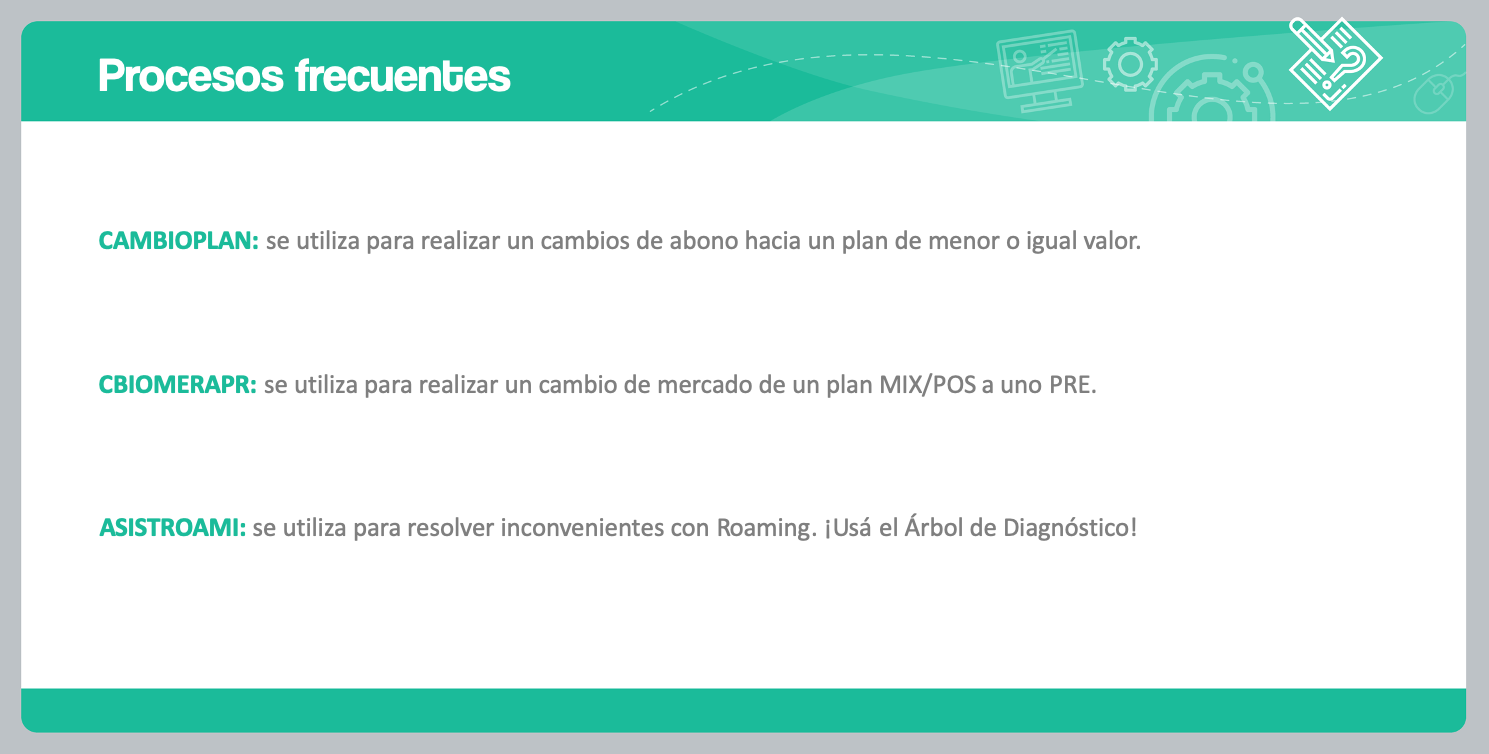 Procesos frecuentes
CAMBIOPLAN: se utiliza para realizar un cambios de abono hacia un plan de menor o igual valor.
CBIOMERAPR: se utiliza para realizar un cambio de mercado de un plan MIX/POS a uno PRE.
ASISTROAMI: se utiliza para resolver inconvenientes con Roaming. ¡Usá el Árbol de Diagnóstico!